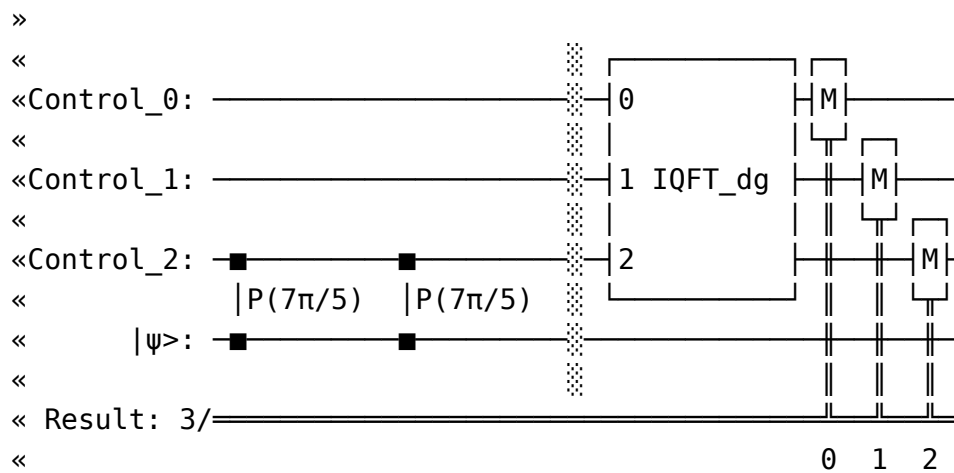 »
«
«Control_0: ─░─┤0 ├┤M├
«
«Control_1: ─░─┤1 IQFT_dg ├┤M├
«
«Control_2: ─■─■─░─┤2 ├┤M├
« │P(7π/5) │P(7π/5)
« |ψ>: ─■─■─░─
«
« Result: 3/═
« 0 1 2